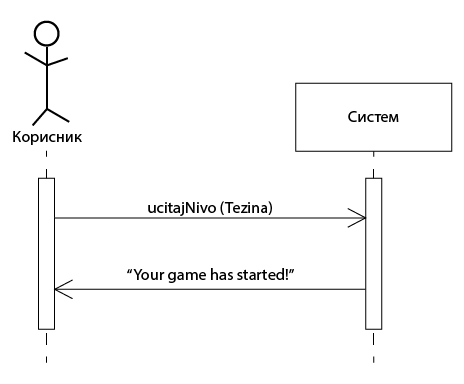 Корисник
Систем
ucitajNivo (Tezina)
“Your game has started!”